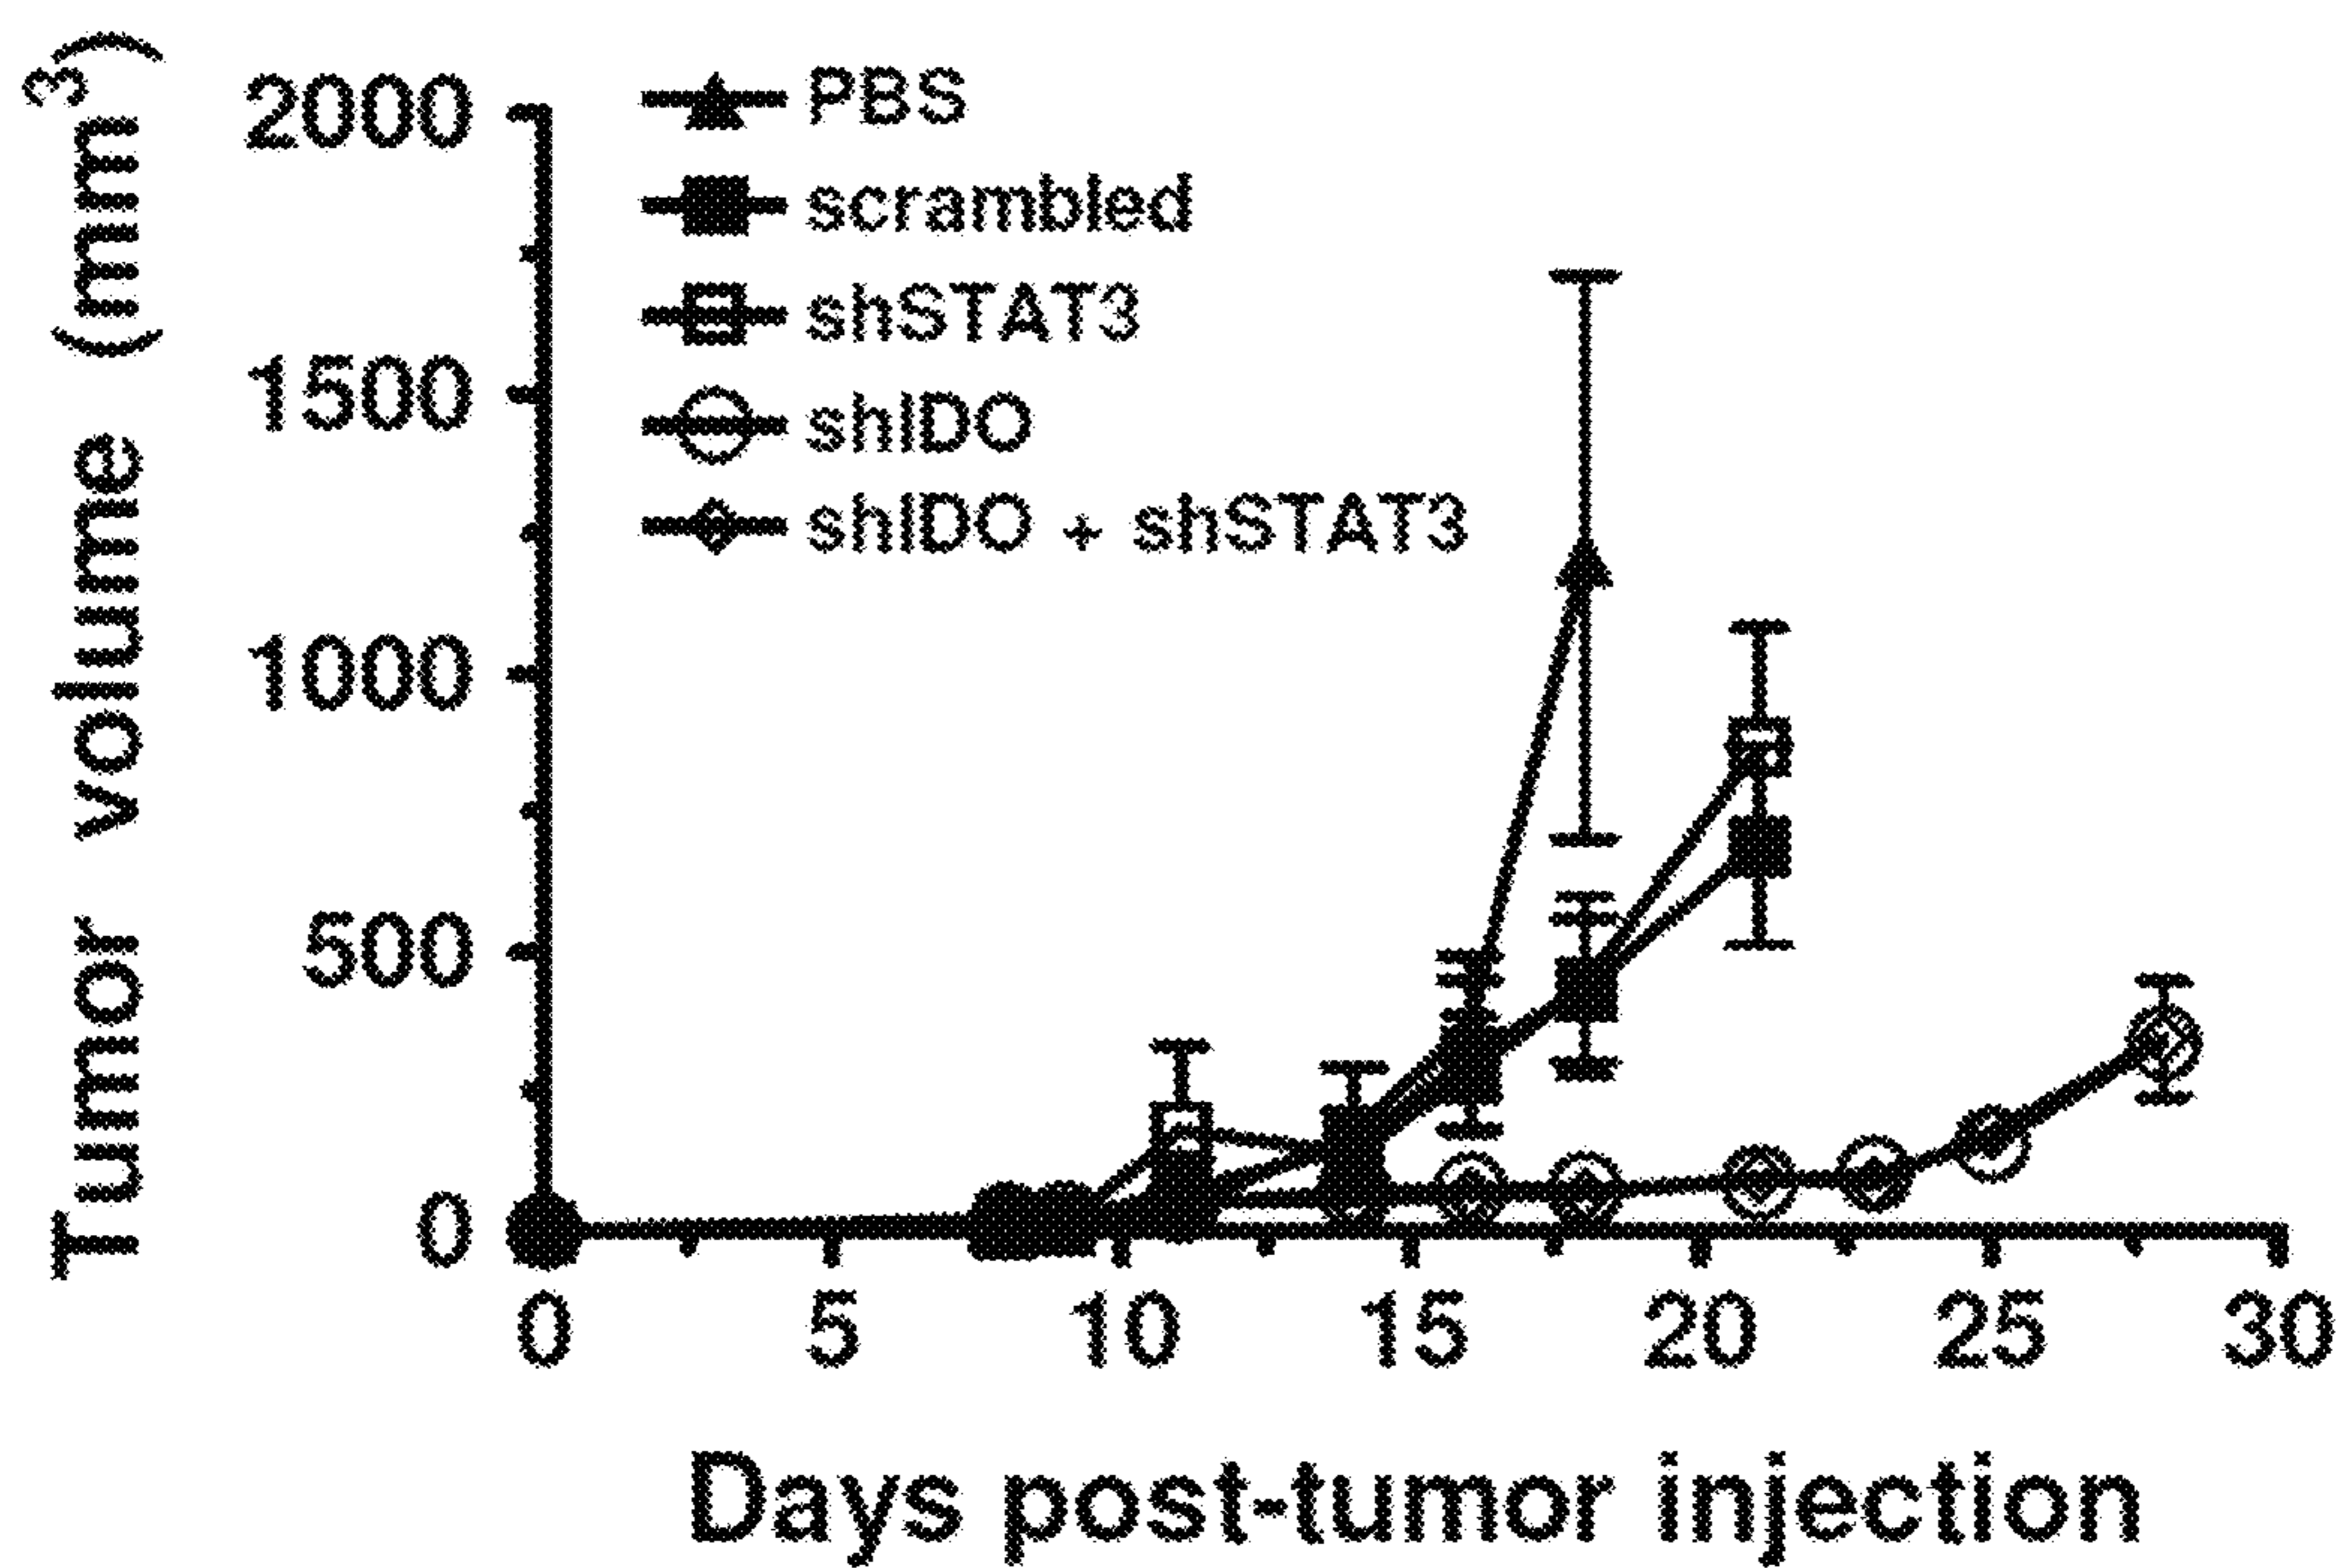 Tumor volume (mm3)
2000
1500
1000
500
0
PBS
scrambled
shSTAT3
shIDO
shIDO + shSTAT3
0 5 10 15 20 25 30
Days post-tumor injection